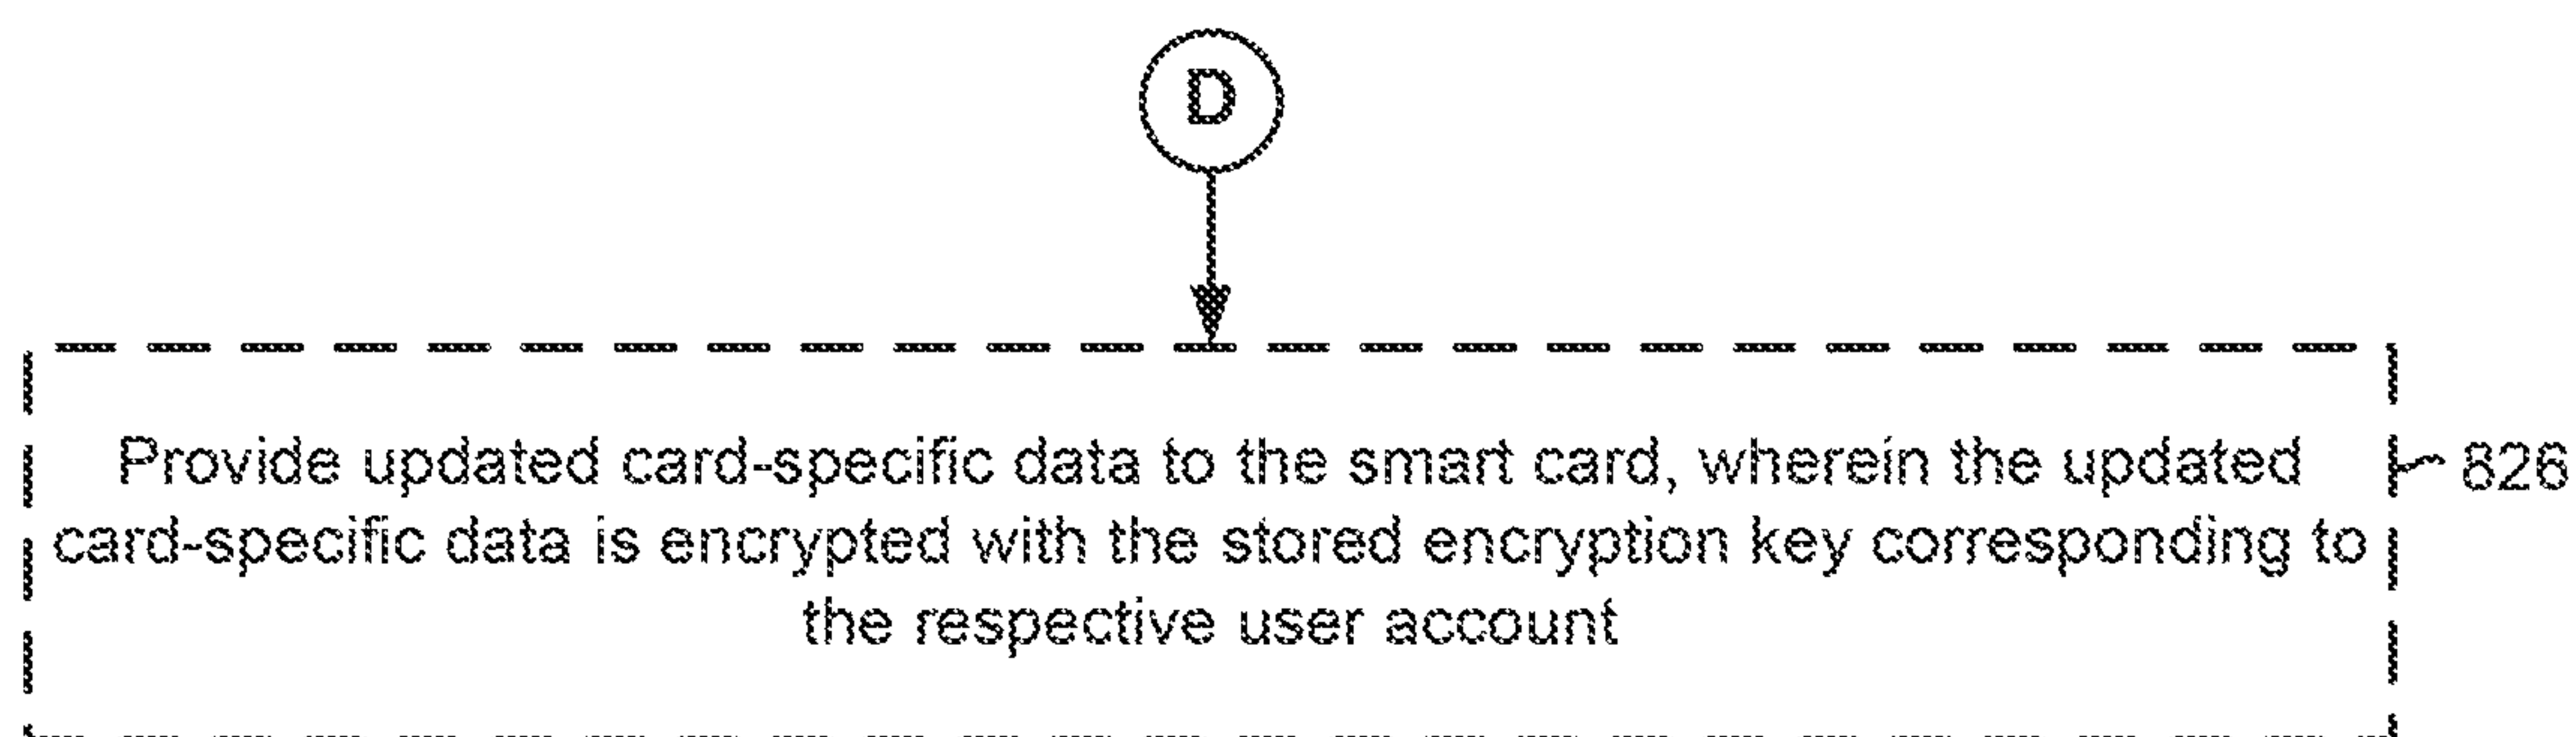 D
Provide updated card-specific data to the smart card, wherein the updated
826
card-specific data is encrypted with the stored encryption key corresponding to
the respective user account